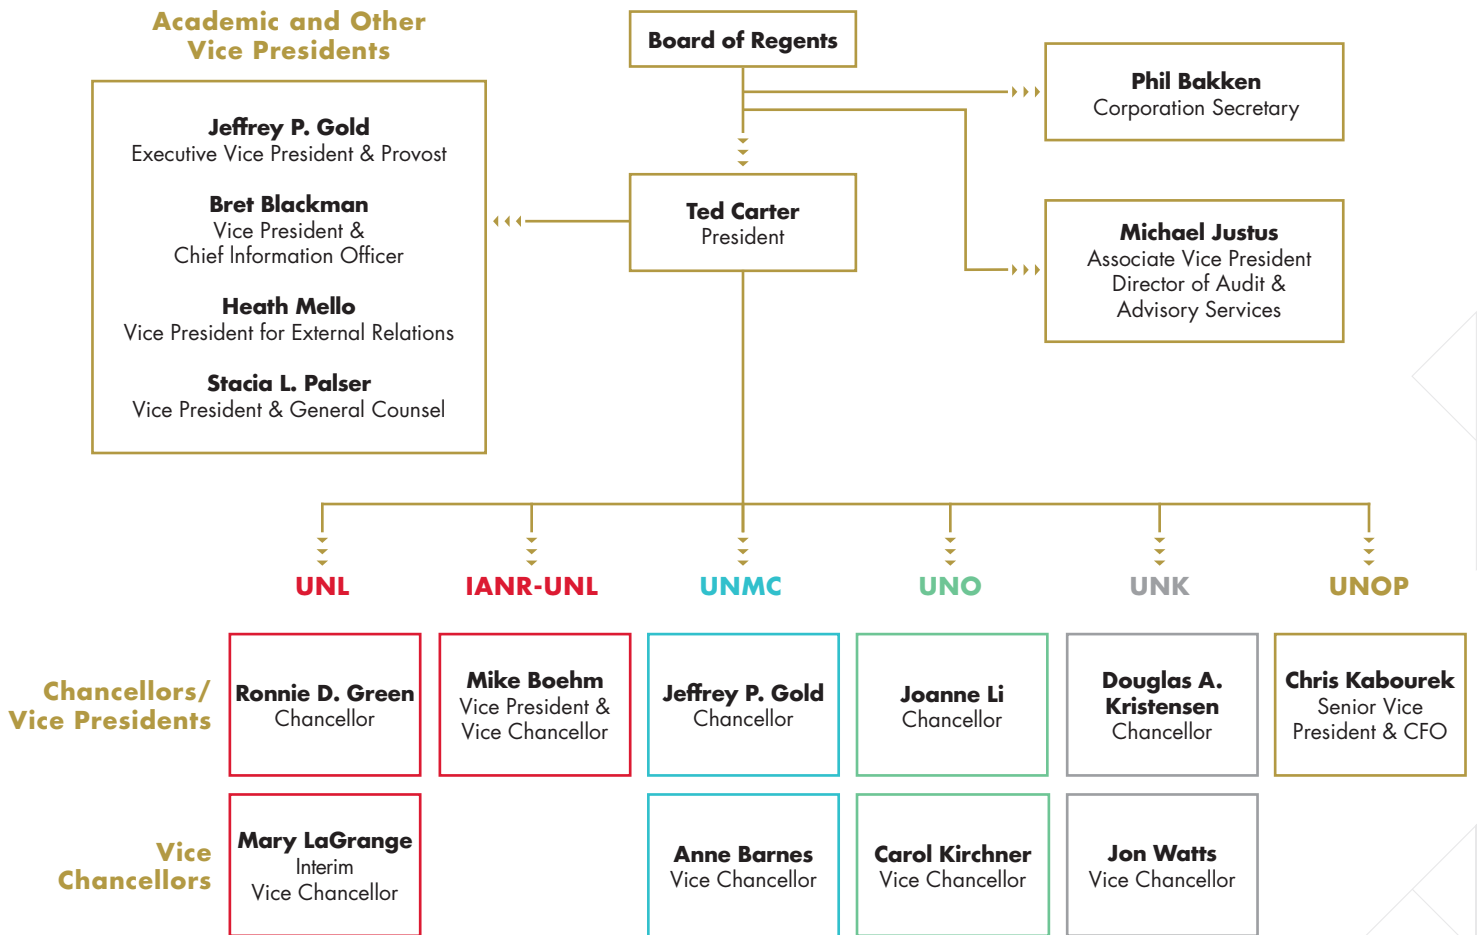 Academic and Other
Vice Presidents
Jeffrey P. Gold
Executive Vice President & Provost
Bret Blackman
Vice President &
Chief Information Officer
Heath Mello
Vice President for External Relations
Stacia L. Palser
Vice President & General Counsel
Board of Regents
Ted Carter
President
Phil Bakken
Corporation Secretary
Michael Justus
Associate Vice President
Director of Audit &
Advisory Services
UNL
IANR-UNL
UNMC
UNO
UNK
UNOP
Chancellors/
Vice Presidents
Ronnie D. Green
Chancellor
Mike Boehm
Vice President &
Vice Chancellor
Jeffrey P. Gold
Chancellor
Joanne Li
Chancellor
Douglas A.
Kristensen
Chancellor
Chris Kabourek
Senior Vice
President & CFO
Vice
Chancellors
Mary LaGrange
Interim
Vice Chancellor
Anne Barnes
Vice Chancellor
Carol Kirchner
Vice Chancellor
Jon Watts
Vice Chancellor